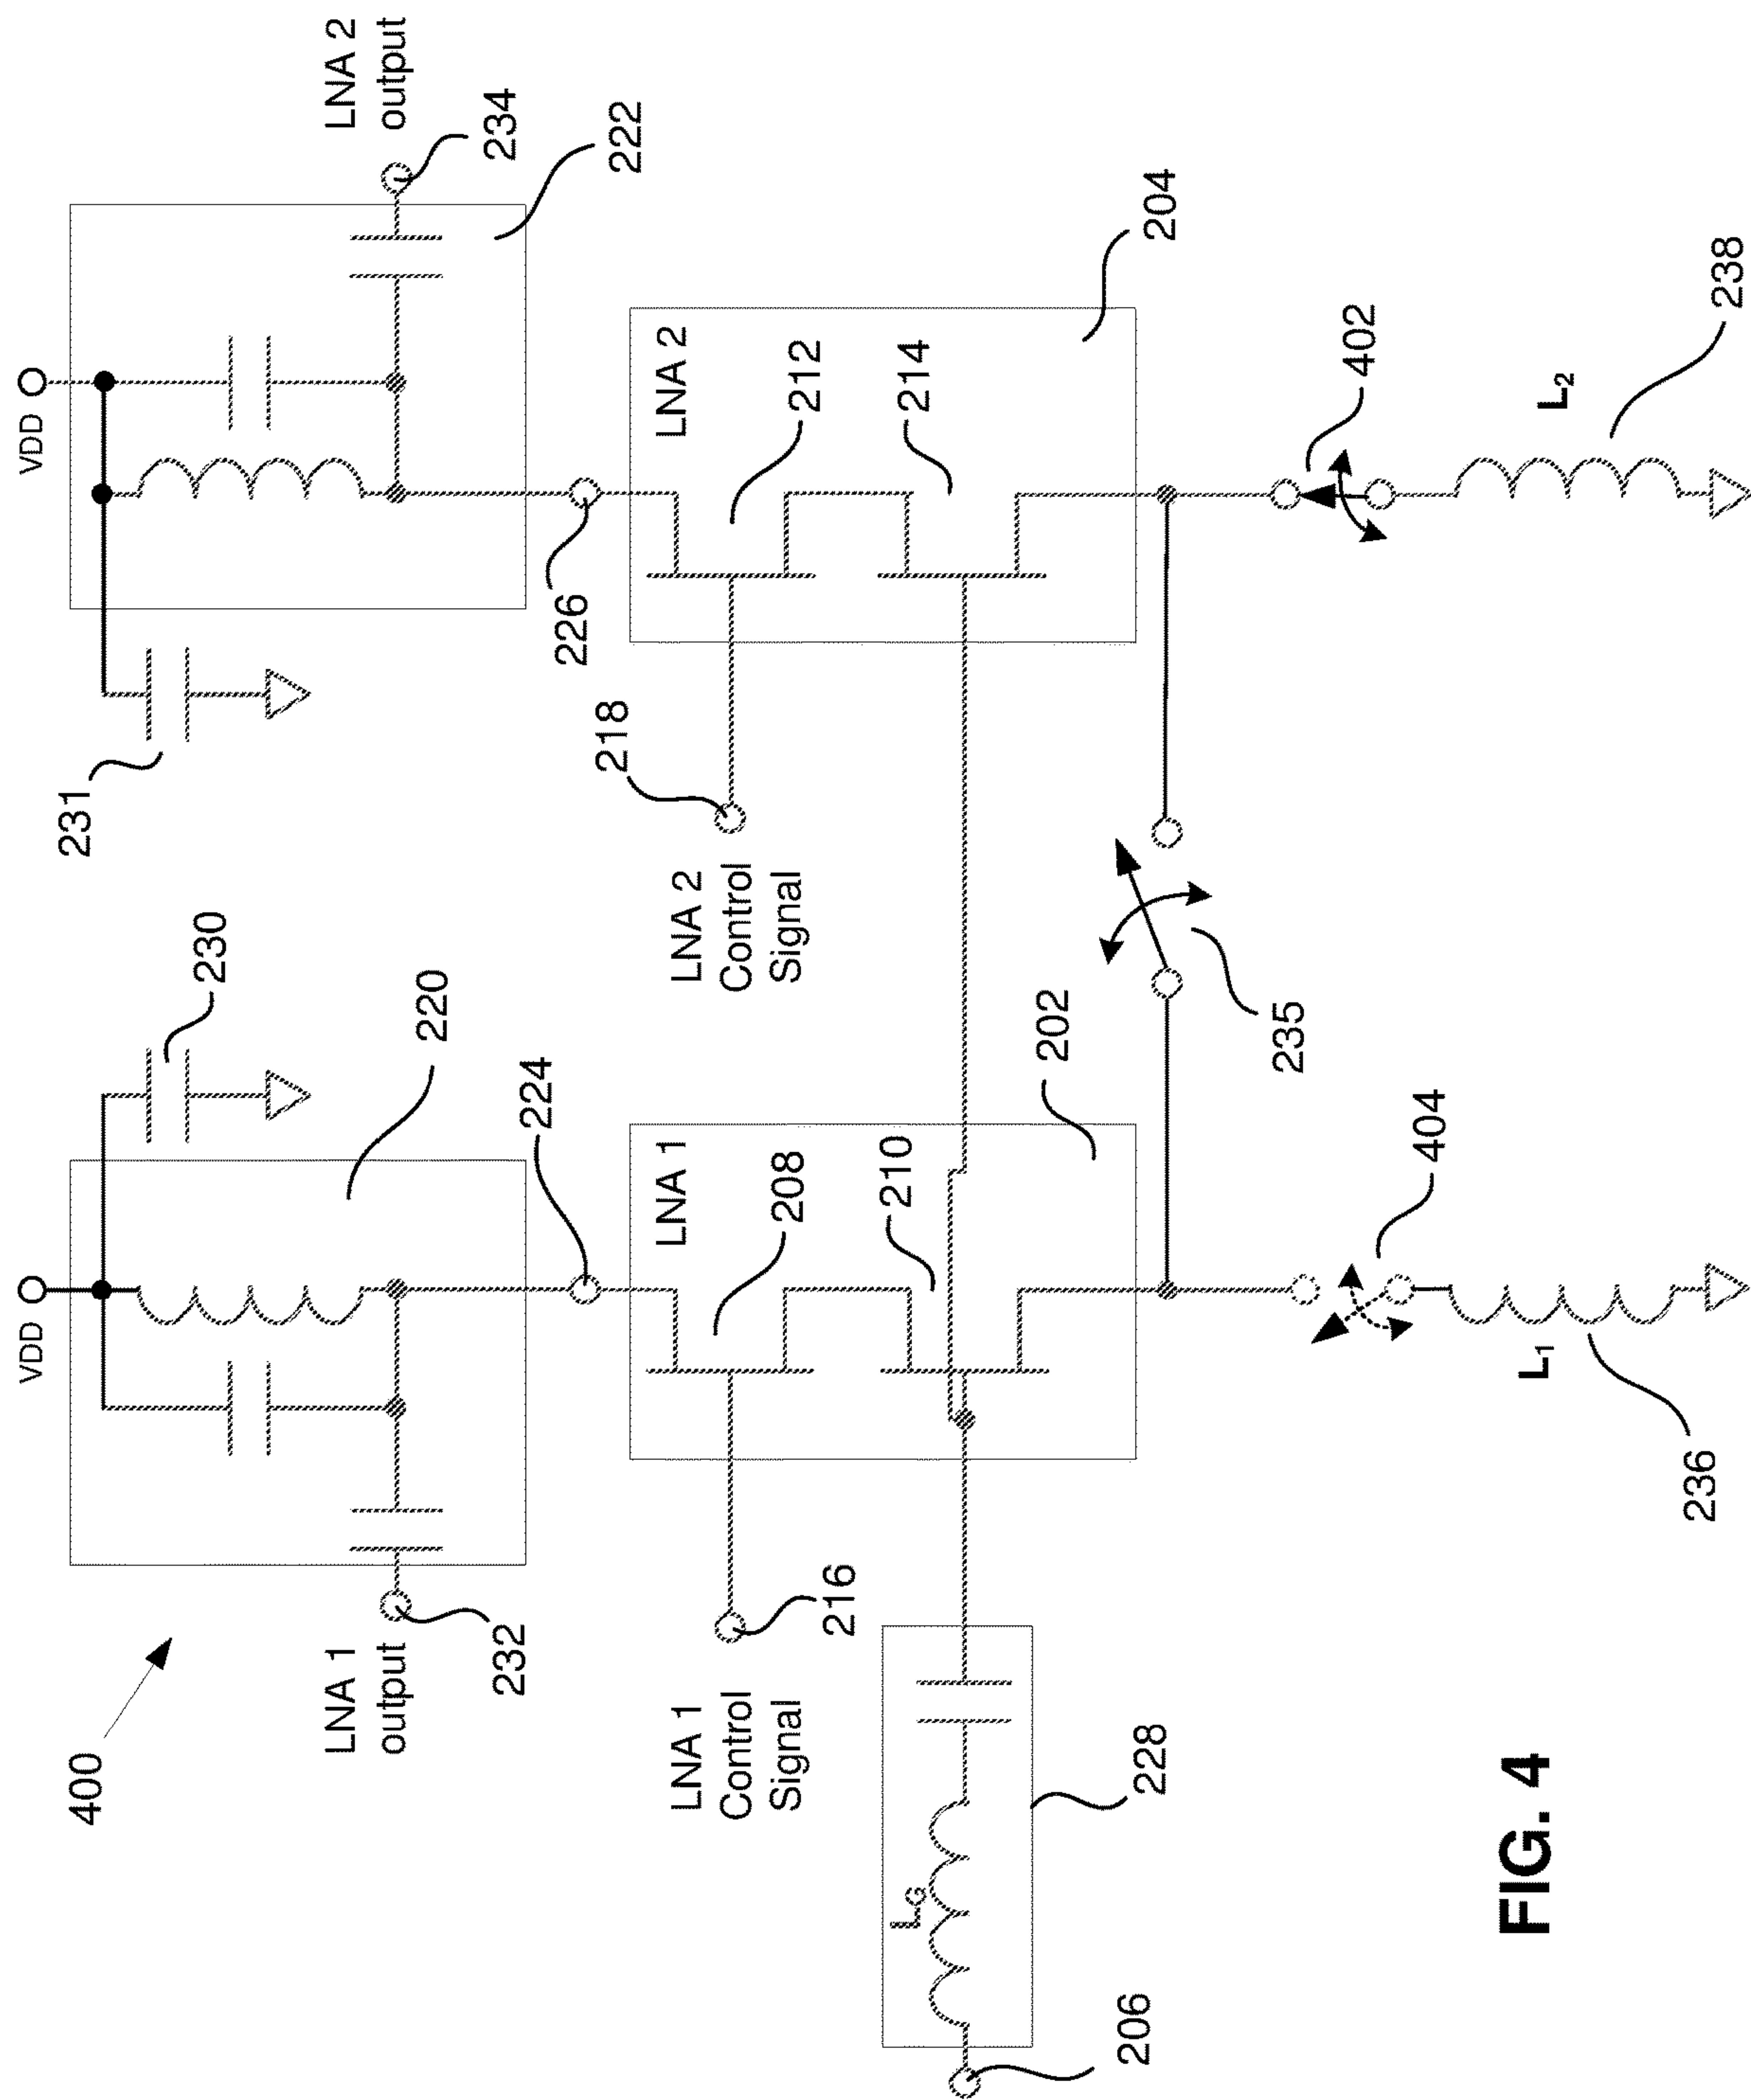 400
VDD
VDD
230
231
220
LNA 1
output
232
LNA 2
output
234
222
224
226
LNA 1
Control
Signal
216
LNA 1
208
210
202
LNA 2
Control
Signal
218
LNA 2
212
214
204
L_G
228
206
235
404
402
L₁
236
L₂
238
FIG. 4